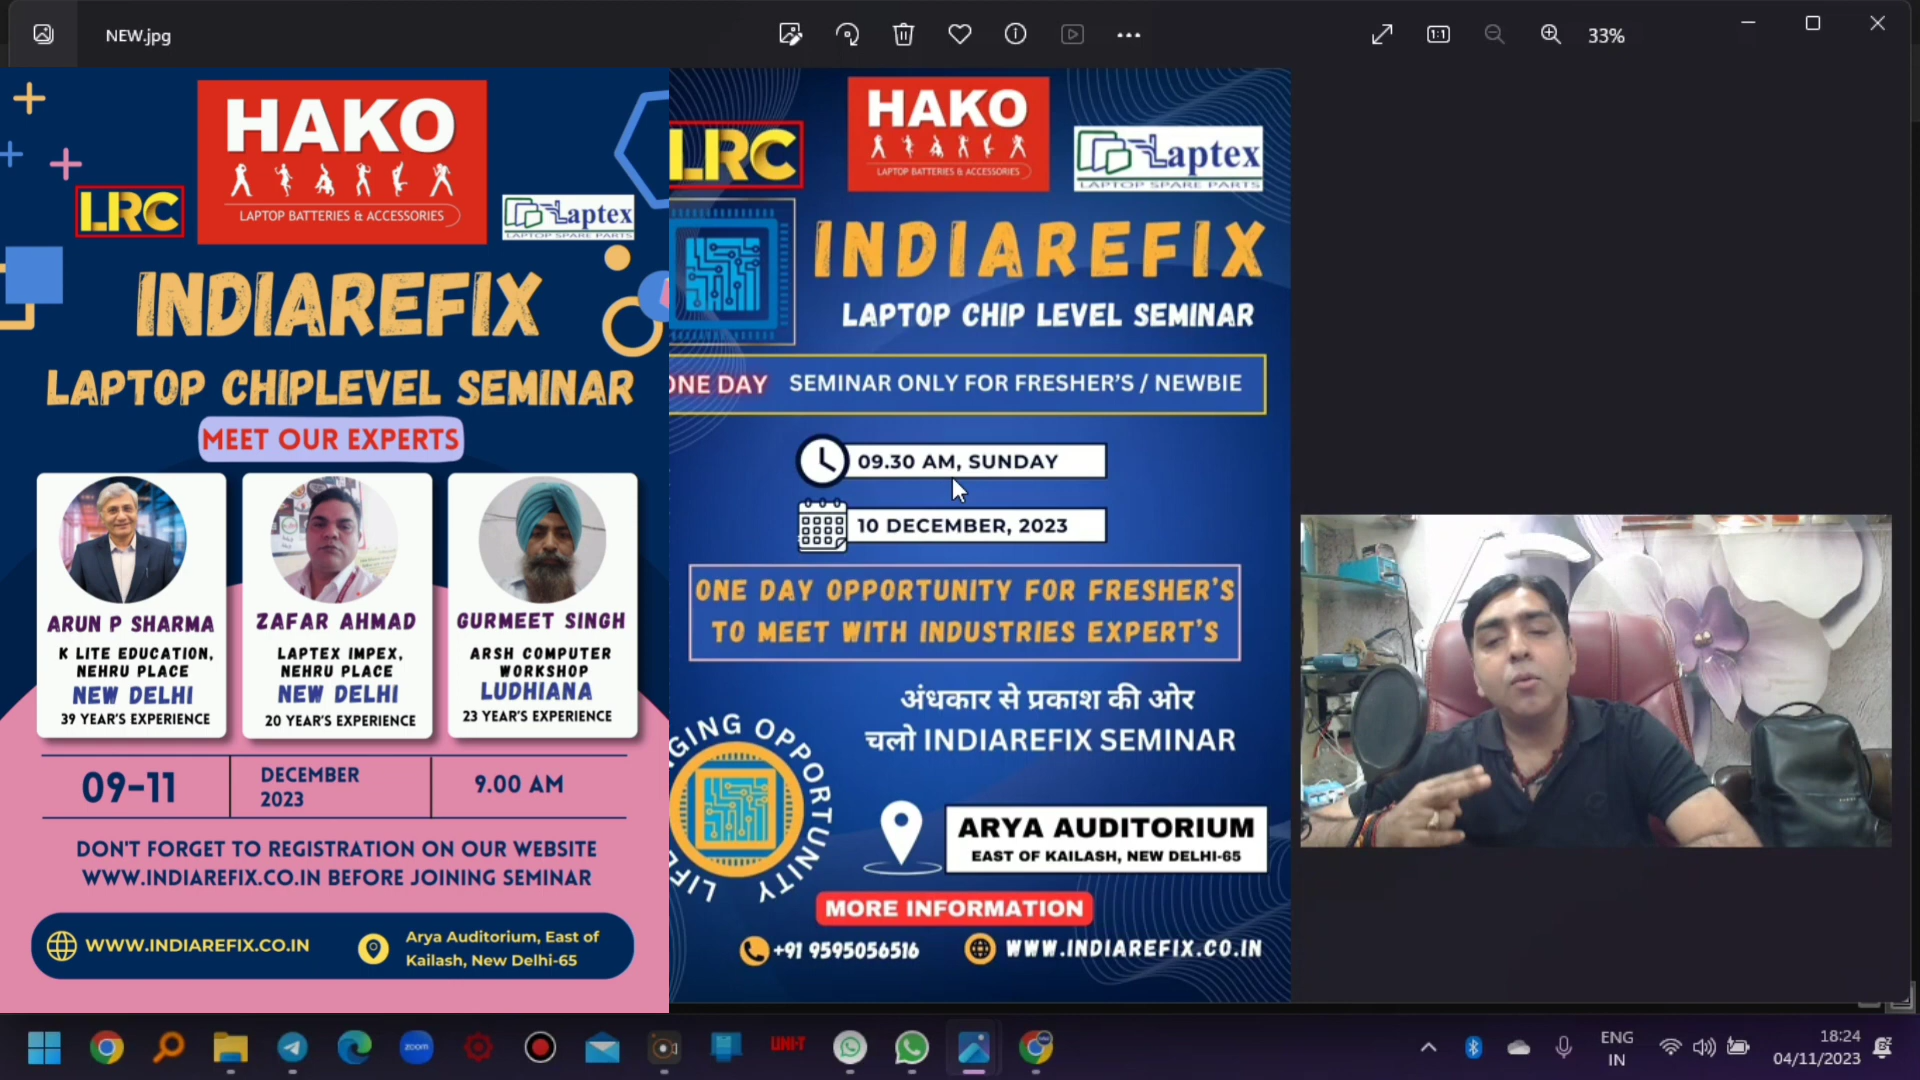 NEW.jpg
33%
HAKO
LAPTOP BATTERIES & ACCESSORIES
LRC
Laptex
LAPTOP SPARE PARTS
INDIAREFIX
LAPTOP CHIPLEVEL SEMINAR
MEET OUR EXPERTS
ARUN P SHARMA
K LITE EDUCATION,
NEHRU PLACE
NEW DELHI
39 YEAR'S EXPERIENCE
ZAFAR AHMAD
LAPTEX IMPEX,
NEHRU PLACE
NEW DELHI
20 YEAR'S EXPERIENCE
GURMEET SINGH
ARSH COMPUTER
WORKSHOP
LUDHIANA
23 YEAR'S EXPERIENCE
09-11
DECEMBER
2023
9.00 AM
DON'T FORGET TO REGISTRATION ON OUR WEBSITE
WWW.INDIAREFIX.CO.IN BEFORE JOINING SEMINAR
WWW.INDIAREFIX.CO.IN
Arya Auditorium, East of
Kailash, New Delhi-65
HAKO
LAPTOP BATTERIES & ACCESSORIES
LRC
Laptex
LAPTOP SPARE PARTS
INDIAREFIX
LAPTOP CHIP LEVEL SEMINAR
ONE DAY SEMINAR ONLY FOR FRESHER'S / NEWBIE
09.30 AM, SUNDAY
10 DECEMBER, 2023
ONE DAY OPPORTUNITY FOR FRESHER'S
TO MEET WITH INDUSTRIES EXPERT'S
अंधकार से प्रकाश की ओर
चलो INDIAREFIX SEMINAR
GING OPPORTUNITY
ARYA AUDITORIUM
EAST OF KAILASH, NEW DELHI-65
MORE INFORMATION
+91 9595056516
WWW.INDIAREFIX.CO.IN
zoom
UNI-T
ENG
IN
18:24
04/11/2023